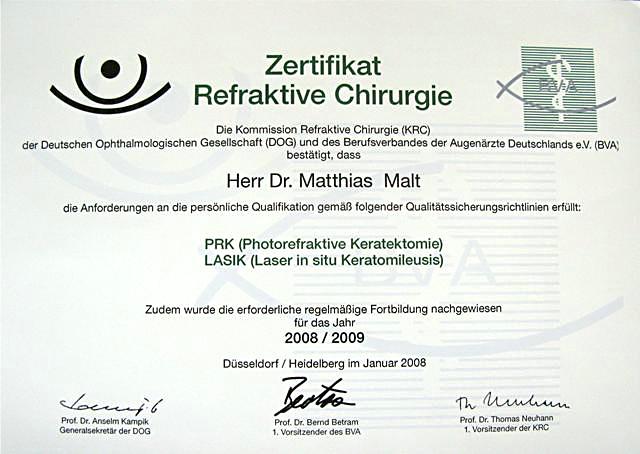 Zertifikat
Refraktive Chirurgie
BVA
Die Kommission Refraktive Chirurgie (KRC)
der Deutschen Ophthalmologischen Gesellschaft (DOG) und des Berufsverbandes der Augenärzte Deutschlands e.V. (BVA)
bestätigt, dass
Herr Dr. Matthias Malt
die Anforderungen an die persönliche Qualifikation gemäß folgender Qualitätssicherungsrichtlinien erfüllt:
PRK (Photorefraktive Keratektomie)
LASIK (Laser in situ Keratomileusis)
BVA
Zudem wurde die erforderliche regelmäßige Fortbildung nachgewiesen
für das Jahr
2008 / 2009
Düsseldorf / Heidelberg im Januar 2008
Th. Neuhann
Prof. Dr. Anselm Kampik
Generalsekretär der DOG
Prof. Dr. Bernd Betram
1. Vorsitzender des BVA
Prof. Dr. Thomas Neuhann
1. Vorsitzender der KRC